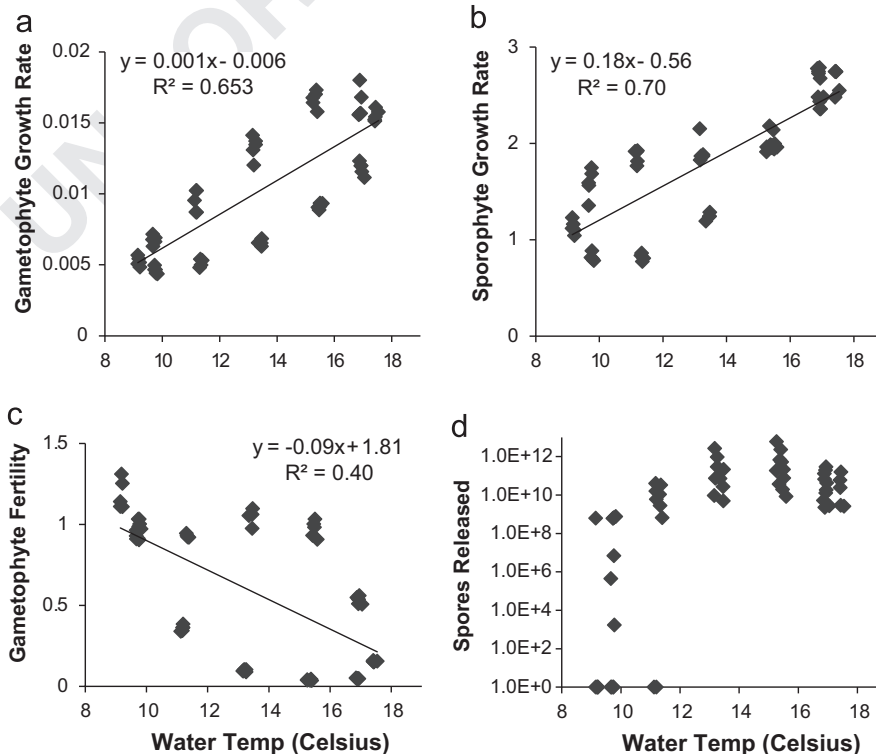 a
y = 0.001x - 0.006
R² = 0.653
0.02
0.015
0.01
0.005
0
Gametophyte Growth Rate
8 10 12 14 16 18
b
y = 0.18x - 0.56
R² = 0.70
3
2
1
0
Sporophyte Growth Rate
8 10 12 14 16 18
c
y = -0.09x + 1.81
R² = 0.40
1.5
1
0.5
0
Gametophyte Fertility
8 10 12 14 16 18
Water Temp (Celsius)
d
1.0E+12
1.0E+10
1.0E+8
1.0E+6
1.0E+4
1.0E+2
1.0E+0
Spores Released
8 10 12 14 16 18
Water Temp (Celsius)